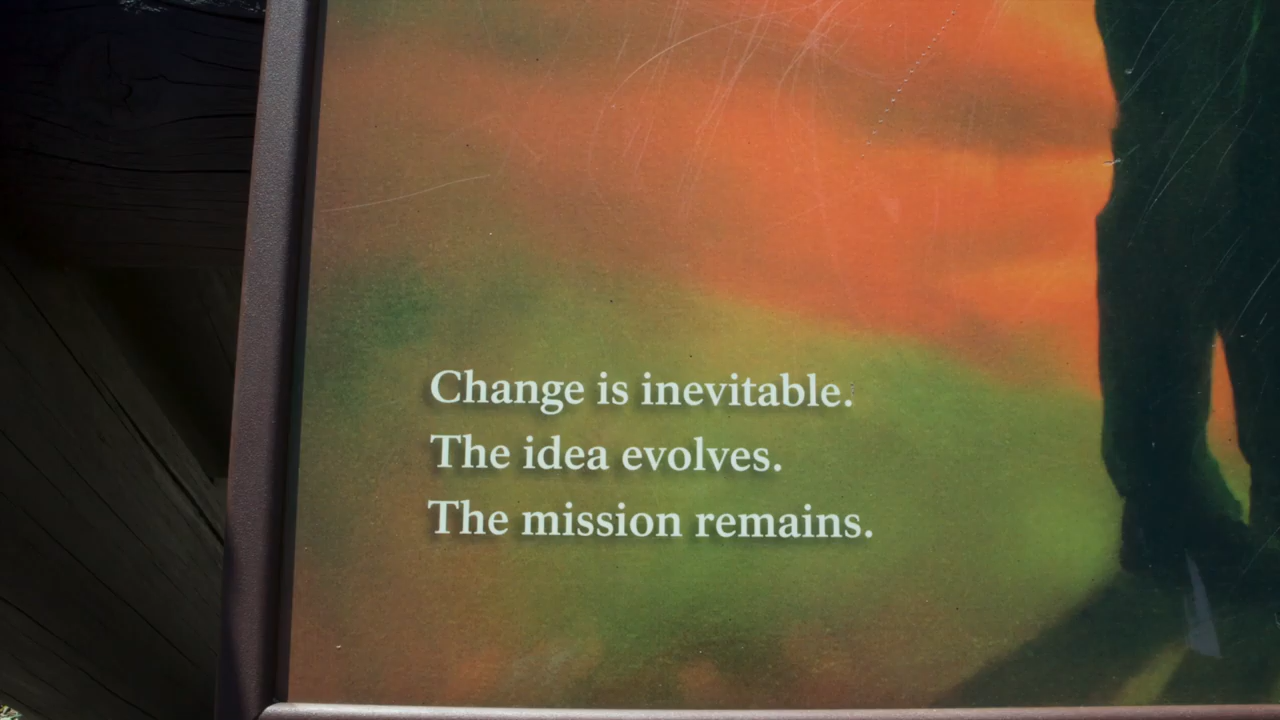 Change is inevitable.
The idea evolves.
The mission remains.